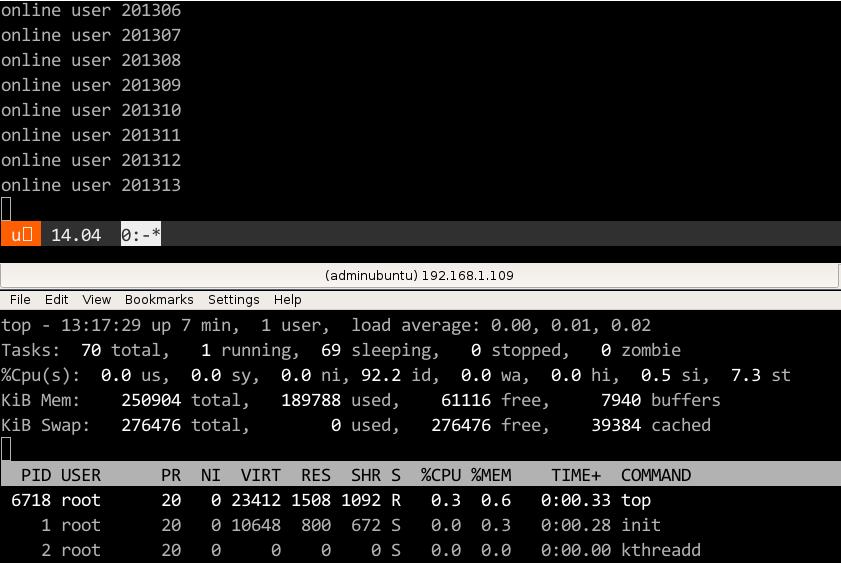 online user 201306
online user 201307
online user 201308
online user 201309
online user 201310
online user 201311
online user 201312
online user 201313
u 14.04 0:-*
(adminubuntu) 192.168.1.109
File Edit View Bookmarks Settings Help
top - 13:17:29 up 7 min, 1 user, load average: 0.00, 0.01, 0.02
Tasks: 70 total, 1 running, 69 sleeping, 0 stopped, 0 zombie
%Cpu(s): 0.0 us, 0.0 sy, 0.0 ni, 92.2 id, 0.0 wa, 0.0 hi, 0.5 si, 7.3 st
KiB Mem: 250904 total, 189788 used, 61116 free, 7940 buffers
KiB Swap: 276476 total, 0 used, 276476 free, 39384 cached
PID USER PR NI VIRT RES SHR S %CPU %MEM TIME+ COMMAND
6718 root 20 0 23412 1508 1092 R 0.3 0.6 0:00.33 top
1 root 20 0 10648 800 672 S 0.0 0.3 0:00.28 init
2 root 20 0 0 0 0 S 0.0 0.0 0:00.00 kthreadd